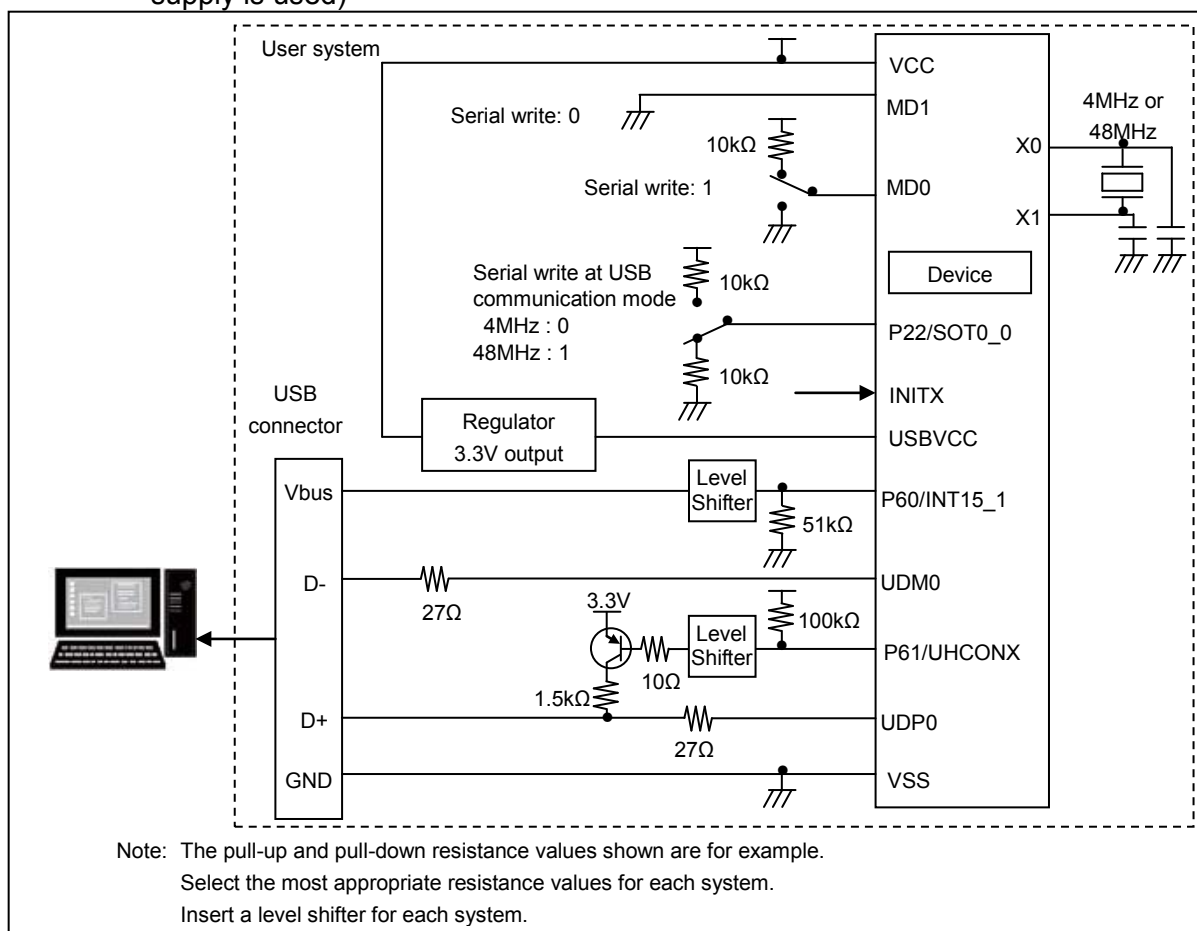 supply is used)
User system
VCC
MD1
Serial write: 0
4MHz or
48MHz
10kΩ
X0
Serial write: 1
MD0
X1
Serial write at USB
communication mode
4MHz : 0
48MHz : 1
10kΩ
Device
P22/SOT0_0
10kΩ
INITX
USB
connector
Regulator
3.3V output
USBVCC
Vbus
Level
Shifter
P60/INT15_1
51kΩ
D-
27Ω
UDM0
3.3V
100kΩ
Level
Shifter
P61/UHCONX
10Ω
1.5kΩ
D+
27Ω
UDP0
GND
VSS
Note: The pull-up and pull-down resistance values shown are for example.
Select the most appropriate resistance values for each system.
Insert a level shifter for each system.